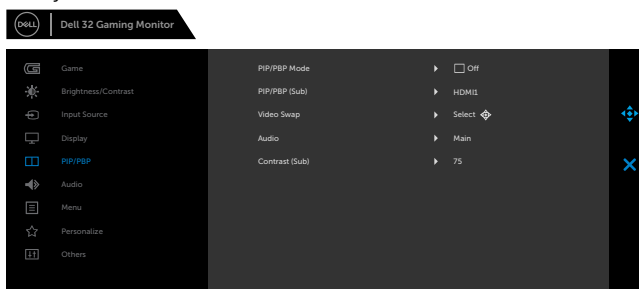 DELL
Dell 32 Gaming Monitor
Game
PIP/PBP Mode
Off
Brightness/Contrast
PIP/PBP (Sub)
HDMI1
Input Source
Video Swap
Select
Display
Audio
Main
PIP/PBP
Contrast (Sub)
75
Audio
Menu
Personalize
Others